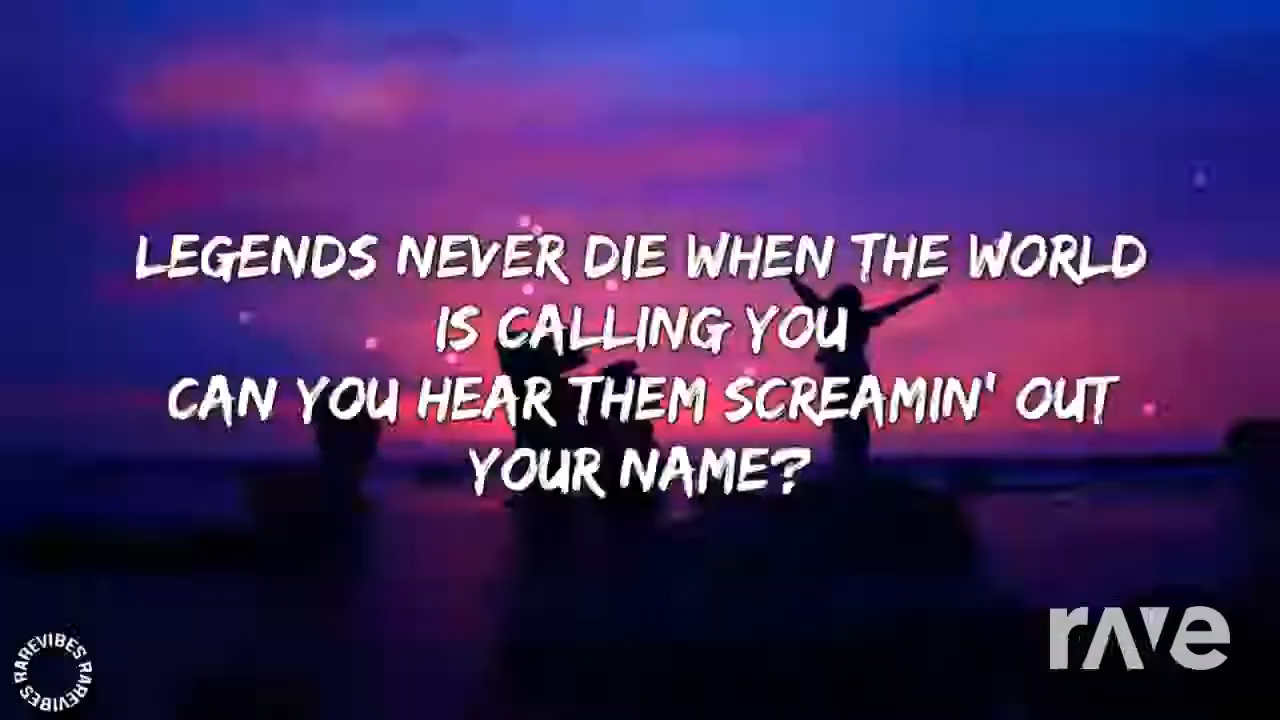 LEGENDS NEVER DIE WHEN THE WORLD
IS CALLING YOU
CAN YOU HEAR THEM SCREAMIN' OUT
YOUR NAME?
rave
RAREVIBES RAREVIBES